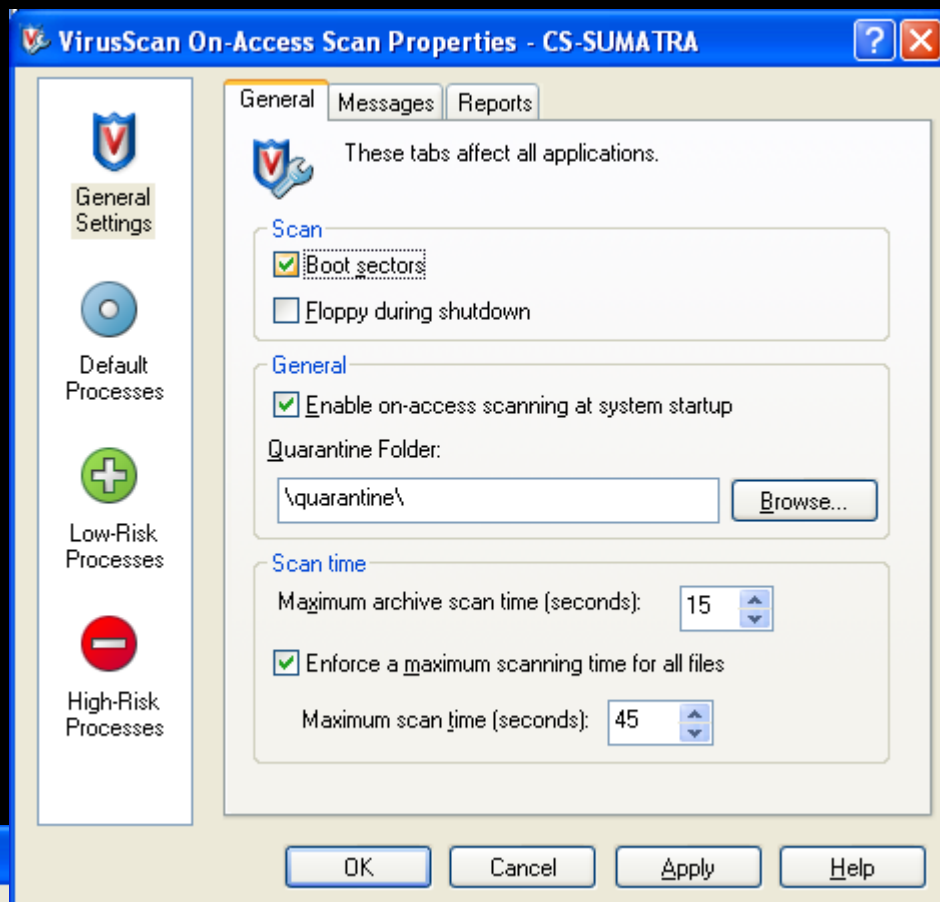 VirusScan On-Access Scan Properties - CS-SUMATRA
General
Settings
Default
Processes
Low-Risk
Processes
High-Risk
Processes
General
Messages
Reports
These tabs affect all applications.
Scan
Boot sectors
Floppy during shutdown
General
Enable on-access scanning at system startup
Quarantine Folder:
\quarantine\
Browse...
Scan time
Maximum archive scan time (seconds):
15
Enforce a maximum scanning time for all files
Maximum scan time (seconds):
45
OK
Cancel
Apply
Help